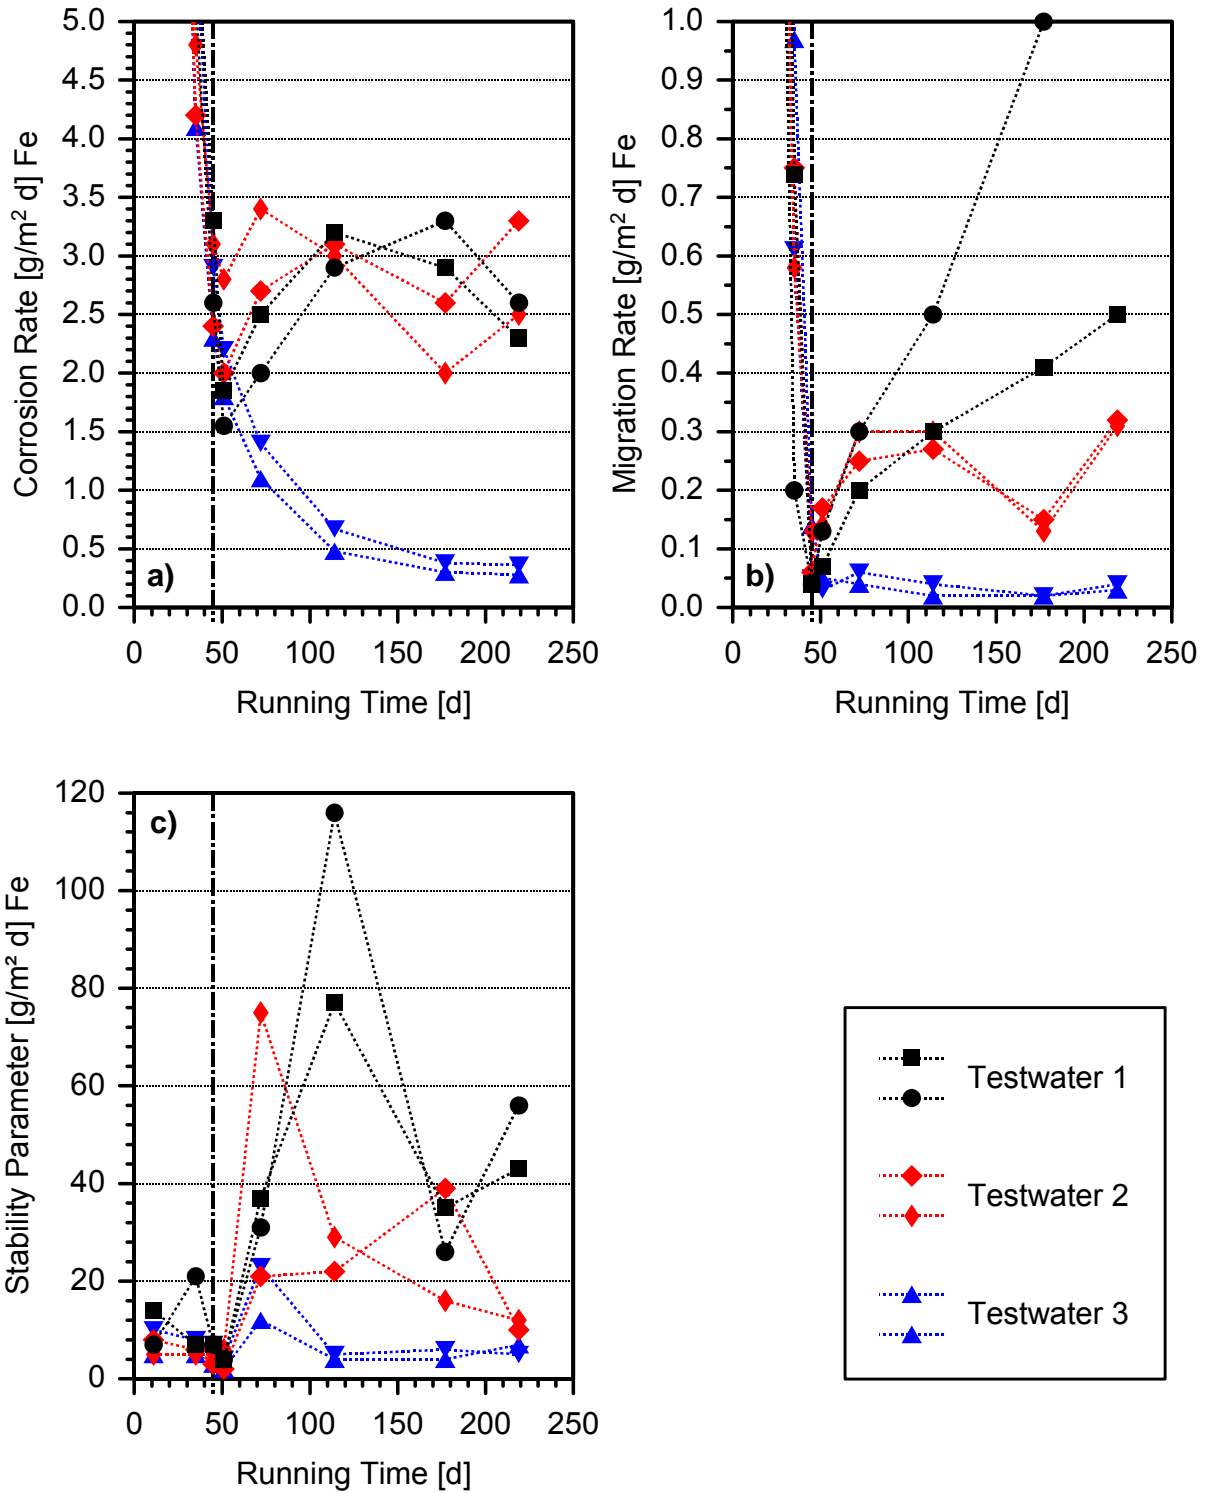 5.0
4.5
4.0
3.5
3.0
2.5
2.0
1.5
1.0
0.5
0.0
Corrosion Rate [g/m² d] Fe
a)
0 50 100 150 200 250
Running Time [d]
1.0
0.9
0.8
0.7
0.6
0.5
0.4
0.3
0.2
0.1
0.0
Migration Rate [g/m² d] Fe
b)
0 50 100 150 200 250
Running Time [d]
120
100
80
60
40
20
0
Stability Parameter [g/m² d] Fe
c)
0 50 100 150 200 250
Running Time [d]
Testwater 1
Testwater 2
Testwater 3